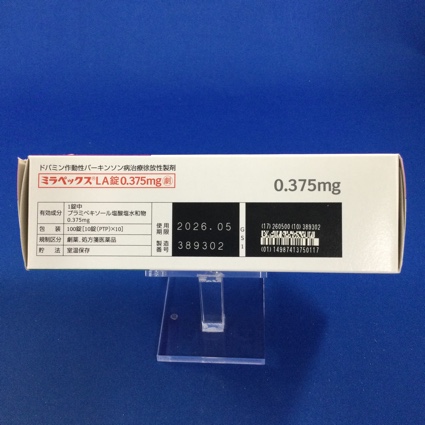 ドパミン作動性パーキンソン病治療徐放性製剤
ミラペックス®LA錠0.375mg 劇
0.375mg
有効成分 1錠中
プラミペキソール塩酸塩水和物
0.375mg
包装 100錠[10錠(PTP)×10]
規制区分 劇薬、処方箋医薬品
貯法 室温保存
使用期限 2026.05
製造番号 389302
GS1
(17)260500(10)389302
(01)14987413750117